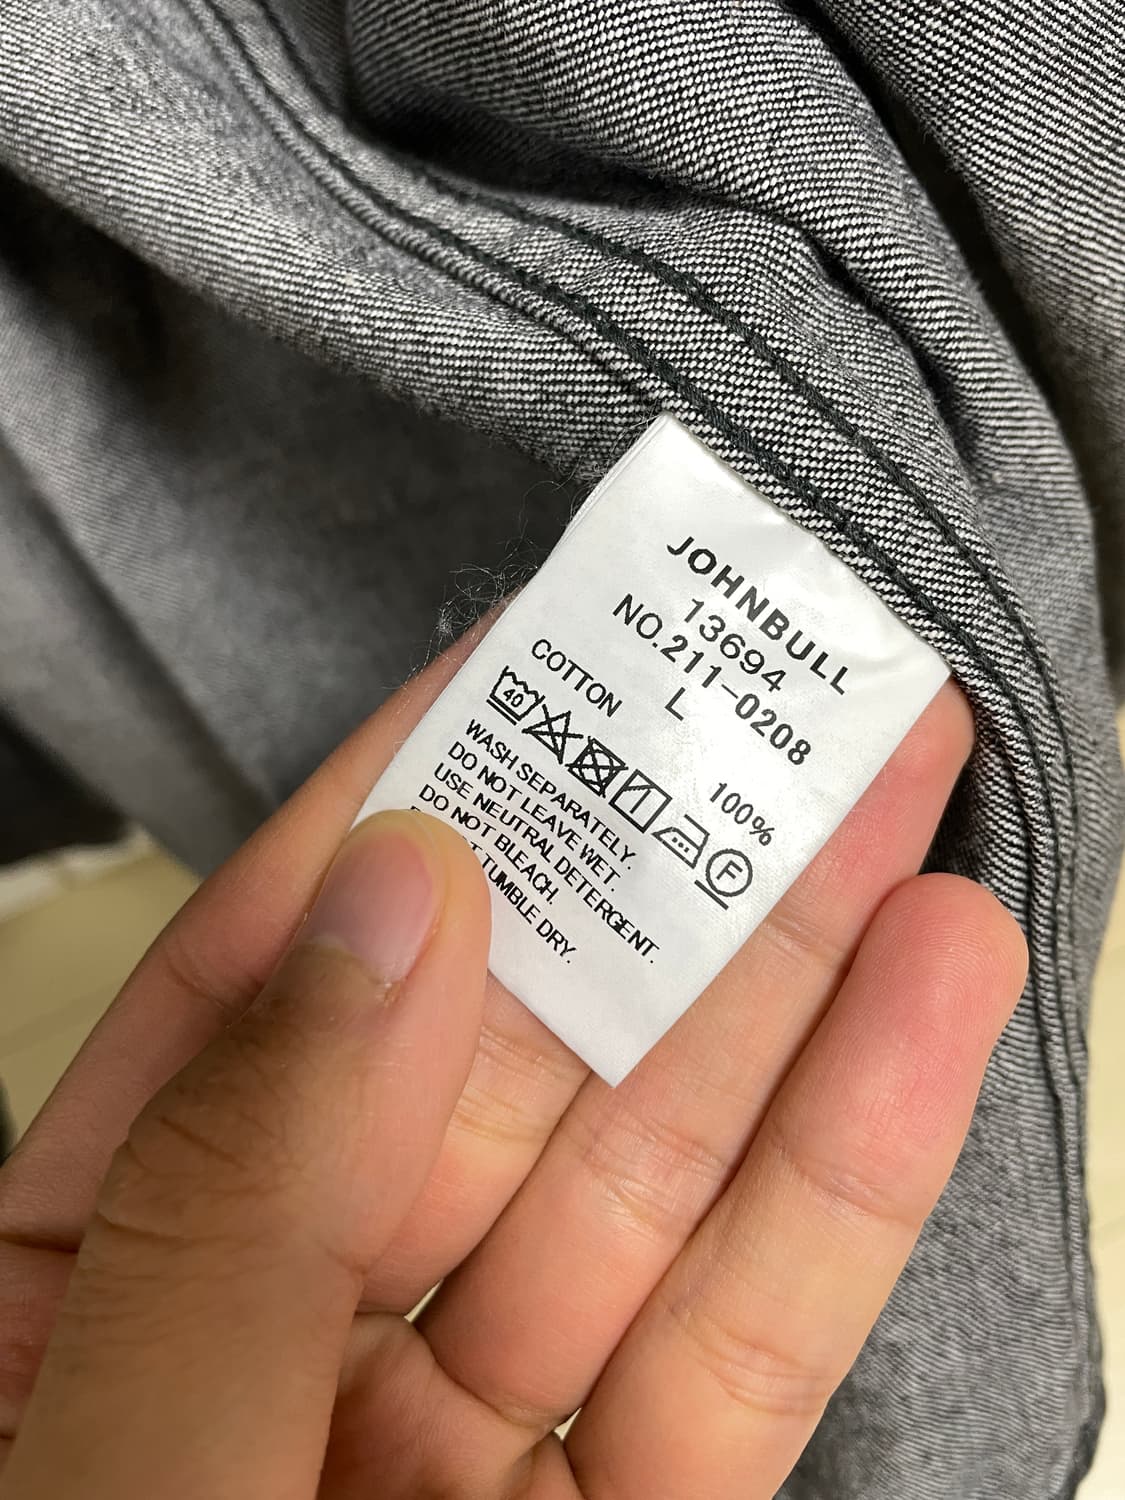 JOHNBULL
13694
NO.211-0208
L
COTTON 100%
40 F
WASH SEPARATELY.
DO NOT LEAVE WET.
USE NEUTRAL DETERGENT.
DO NOT BLEACH.
TUMBLE DRY.